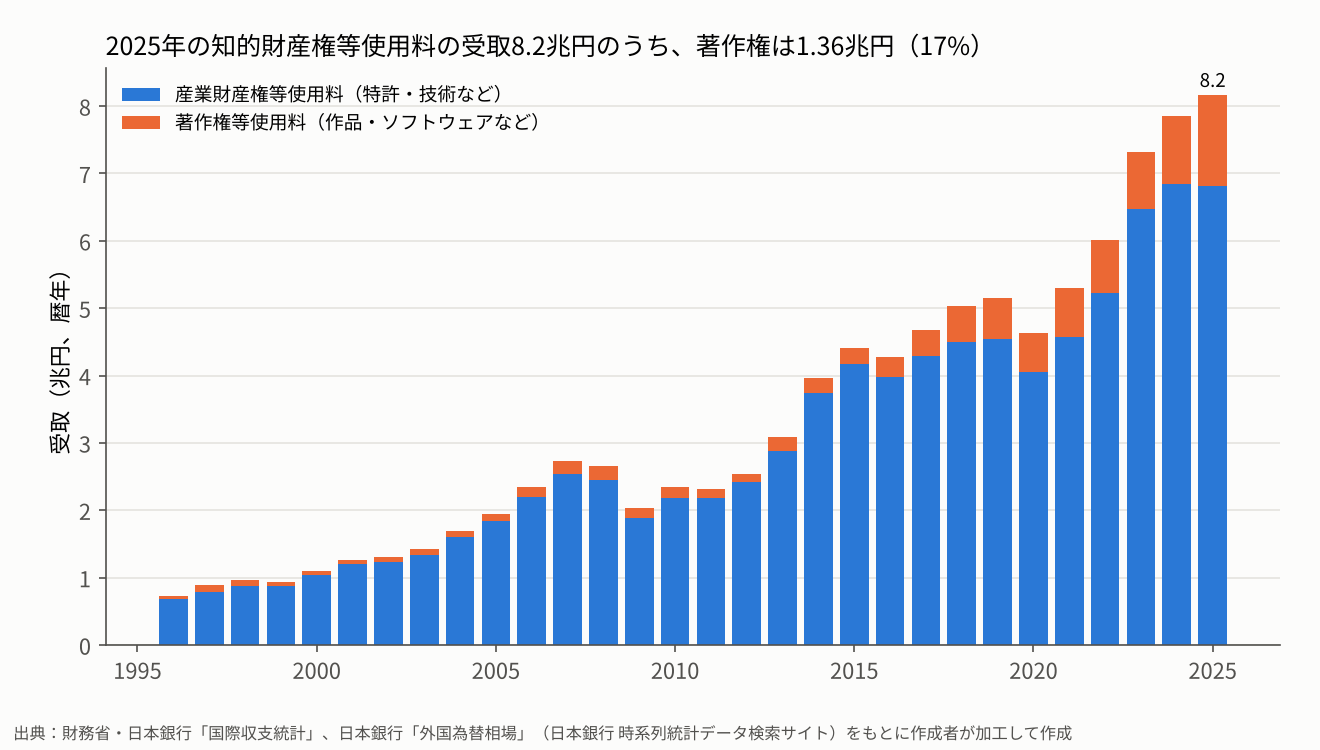 2025年の知的財産権等使用料の受取8.2兆円のうち、著作権は1.36兆円（17%）
産業財産権等使用料（特許・技術など）
著作権等使用料（作品・ソフトウェアなど）
8.2
受取（兆円、暦年）
8
7
6
5
4
3
2
1
0
1995 2000 2005 2010 2015 2020 2025
出典：財務省・日本銀行「国際収支統計」、日本銀行「外国為替相場」（日本銀行 時系列統計データ検索サイト）をもとに作成者が加工して作成